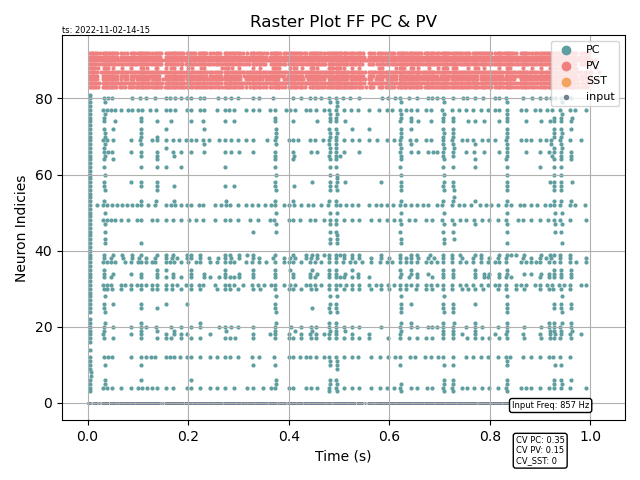 Raster Plot FF PC & PV
ts: 2022-11-02-14-15
PC
PV
SST
input
80
60
40
20
0
Neuron Indicies
0.0 0.2 0.4 0.6 0.8 1.0
Time (s)
Input Freq: 857 Hz
CV PC: 0.35
CV PV: 0.15
CV_SST: 0